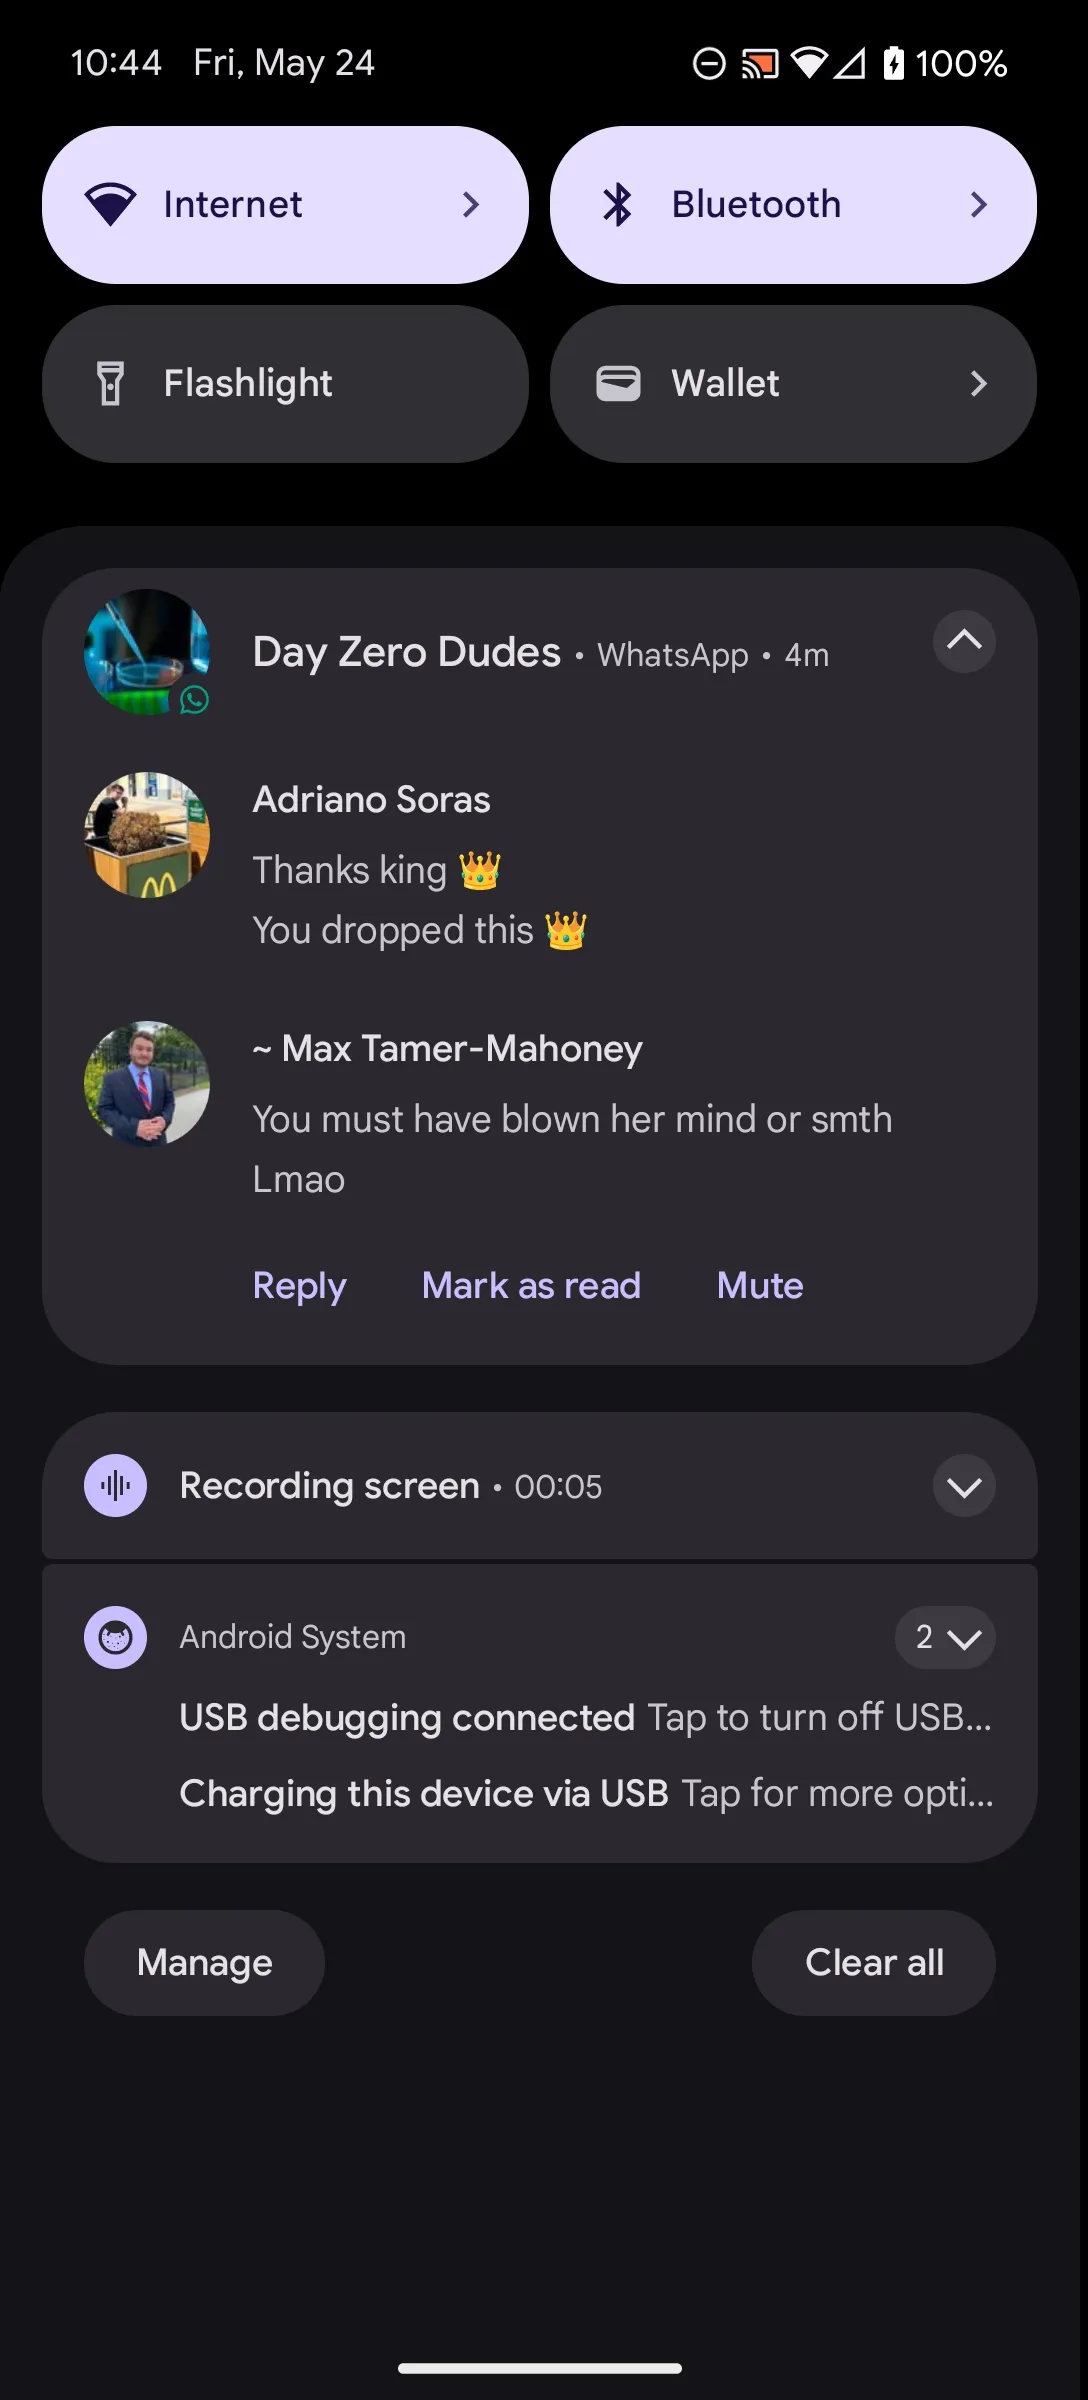 10:44 Fri, May 24 100%
Internet Bluetooth
Flashlight Wallet
Day Zero Dudes • WhatsApp • 4m
Adriano Soras
Thanks king 👑
You dropped this 👑
~ Max Tamer-Mahoney
You must have blown her mind or smth
Lmao
Reply Mark as read Mute
Recording screen • 00:05
Android System 2
USB debugging connected Tap to turn off USB...
Charging this device via USB Tap for more opti...
Manage Clear all